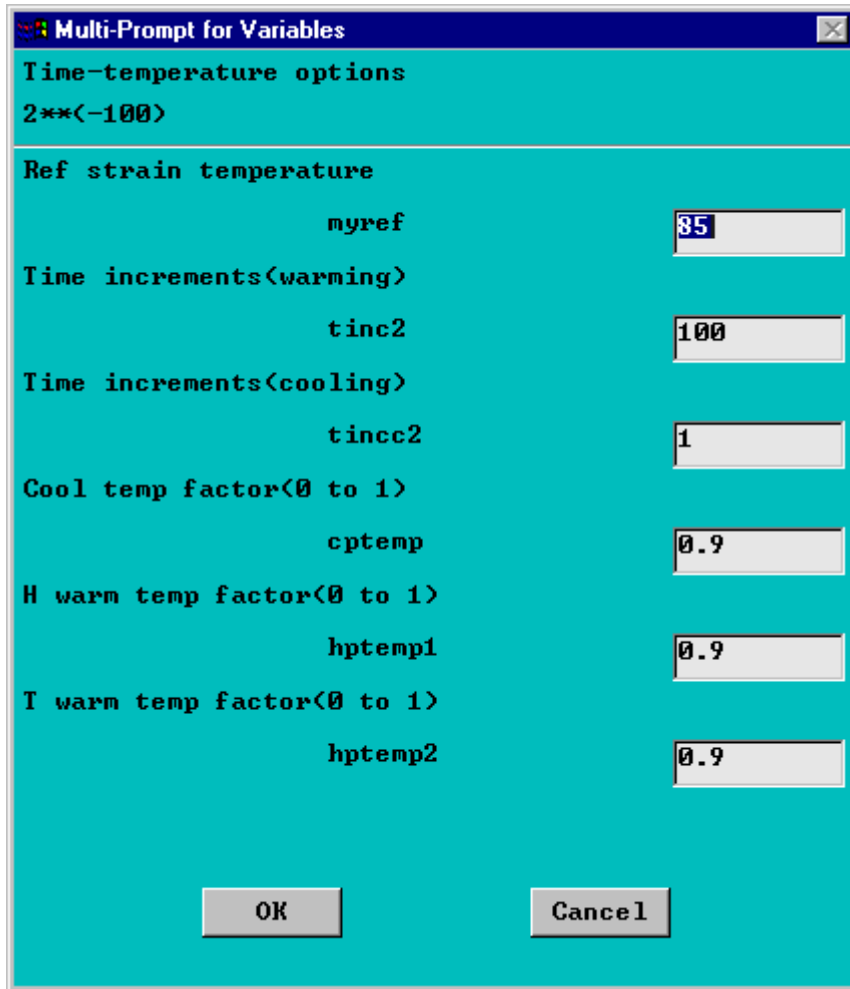 Multi-Prompt for Variables
Time-temperature options
2**(-100)
Ref strain temperature
myref 85
Time increments(warming)
tinc2 100
Time increments(cooling)
tincc2 1
Cool temp factor(0 to 1)
cptemp 0.9
H warm temp factor(0 to 1)
hptemp1 0.9
T warm temp factor(0 to 1)
hptemp2 0.9
OK Cancel